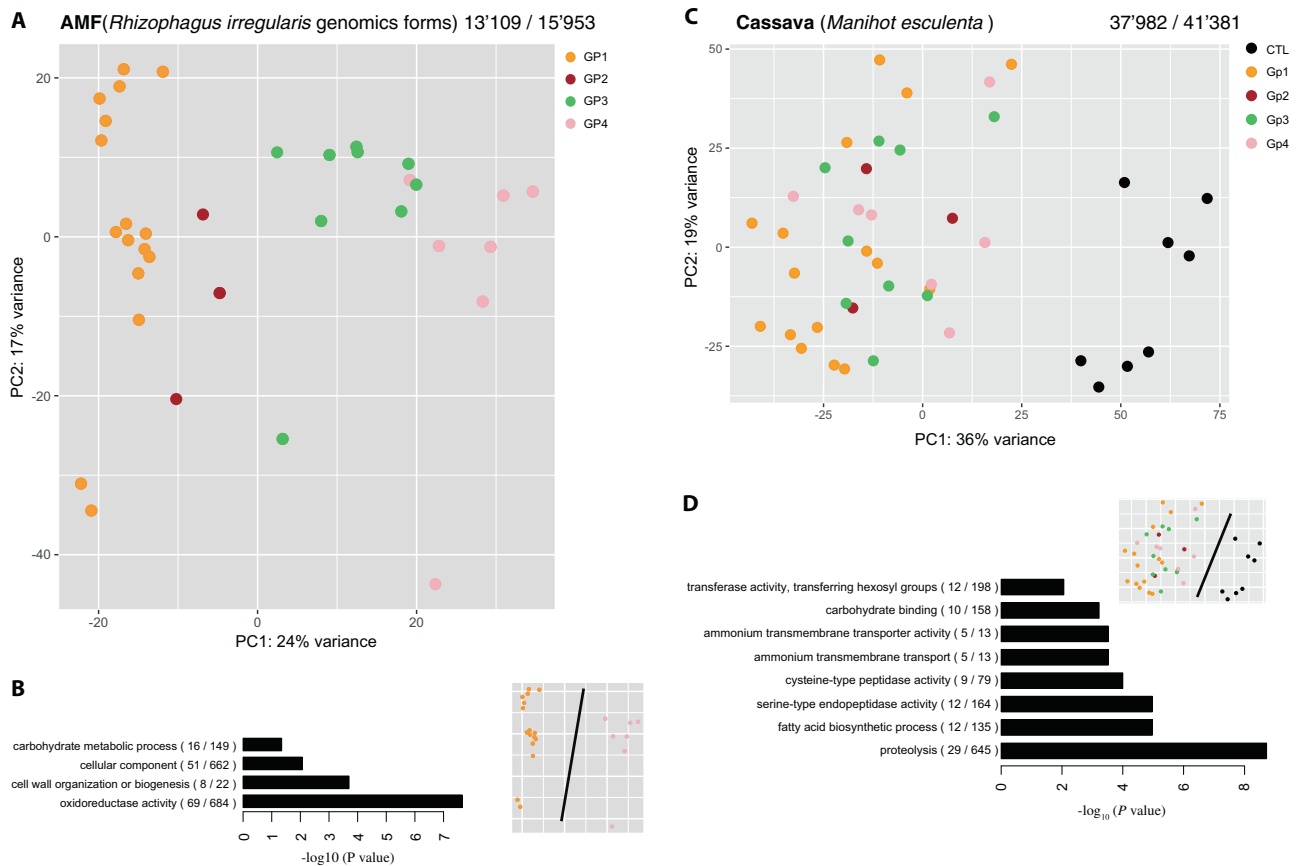 A
AMF(Rhizophagus irregularis genomics forms) 13'109 / 15'953
GP1
GP2
GP3
GP4
20
0
-20
-40
PC2: 17% variance
-20
0
20
PC1: 24% variance
B
carbohydrate metabolic process ( 16 / 149 )
cellular component ( 51 / 662 )
cell wall organization or biogenesis ( 8 / 22 )
oxidoreductase activity ( 69 / 684 )
0 1 2 3 4 5 6 7
-log10 (P value)
C
Cassava (Manihot esculenta ) 37'982 / 41'381
CTL
Gp1
Gp2
Gp3
Gp4
50
25
0
-25
PC2: 19% variance
-25 0 25 50 75
PC1: 36% variance
D
transferase activity, transferring hexosyl groups ( 12 / 198 )
carbohydrate binding ( 10 / 158 )
ammonium transmembrane transporter activity ( 5 / 13 )
ammonium transmembrane transport ( 5 / 13 )
cysteine-type peptidase activity ( 9 / 79 )
serine-type endopeptidase activity ( 12 / 164 )
fatty acid biosynthetic process ( 12 / 135 )
proteolysis ( 29 / 645 )
0 2 4 6 8
-log10 (P value)